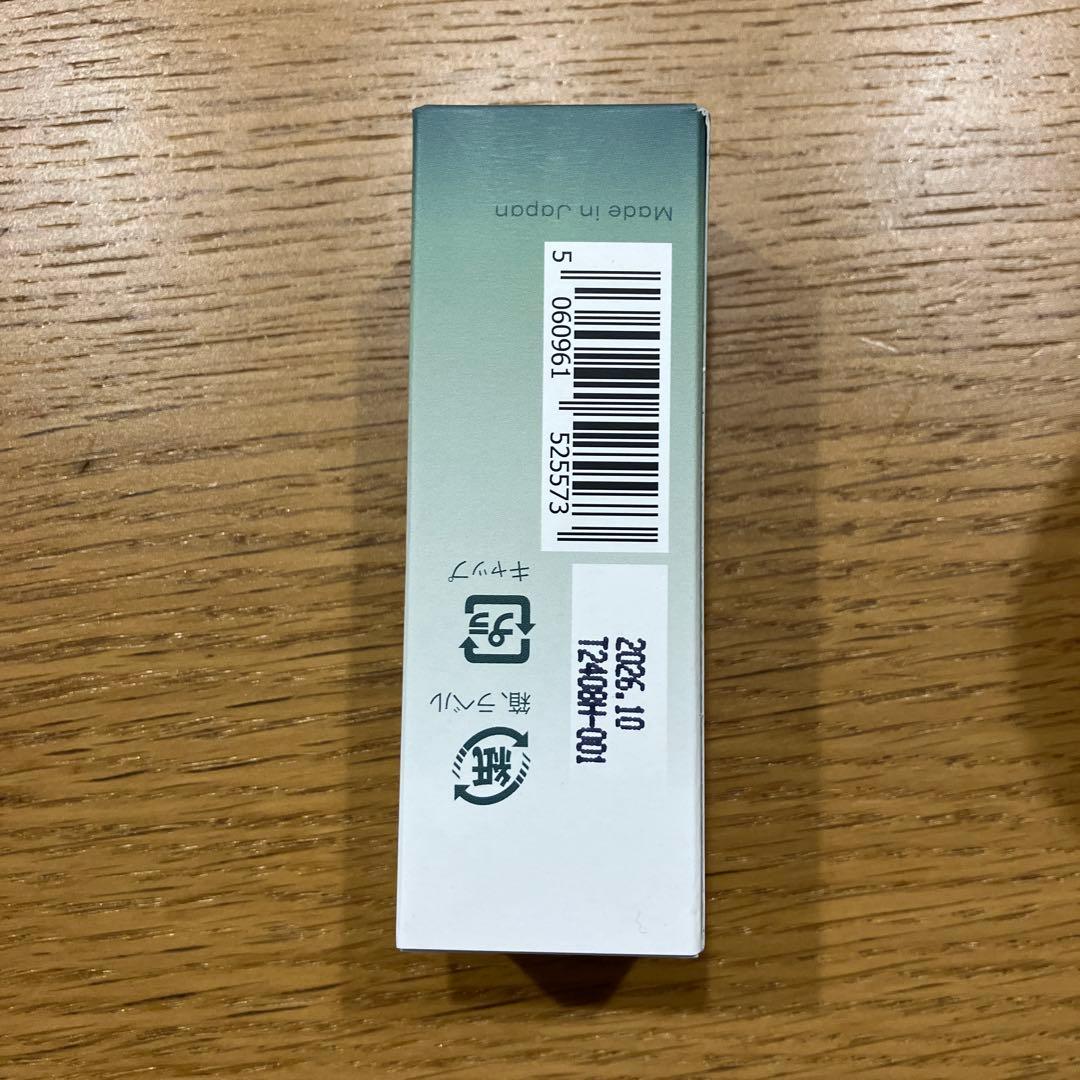 Made in Japan
5 060961 525573
キャップ
プラ
箱、ラベル
紙
2026.10
T2408H-001